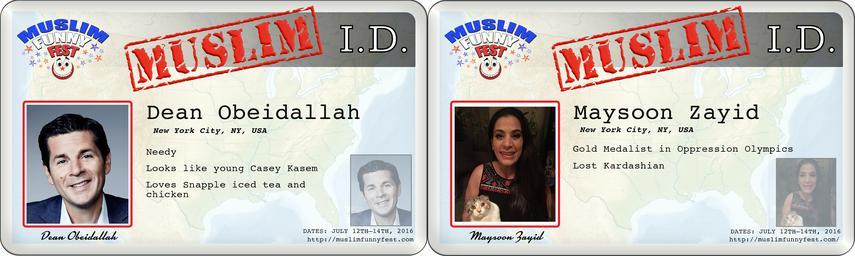 MUSLIM
FUNNY
FEST
MUSLIM
I.D.
Dean Obeidallah
New York City, NY, USA
Needy
Looks like young Casey Kasem
Loves Snapple iced tea and
chicken
Dean Obeidallah
DATES: JULY 12TH-14TH, 2016
http://muslimfunnyfest.com
MUSLIM
FUNNY
FEST
MUSLIM
I.D.
Maysoon Zayid
New York City, NY, USA
Gold Medalist in Oppression Olympics
Lost Kardashian
Maysoon Zayid
DATES: JULY 12TH-14TH, 2016
http://muslimfunnyfest.com/